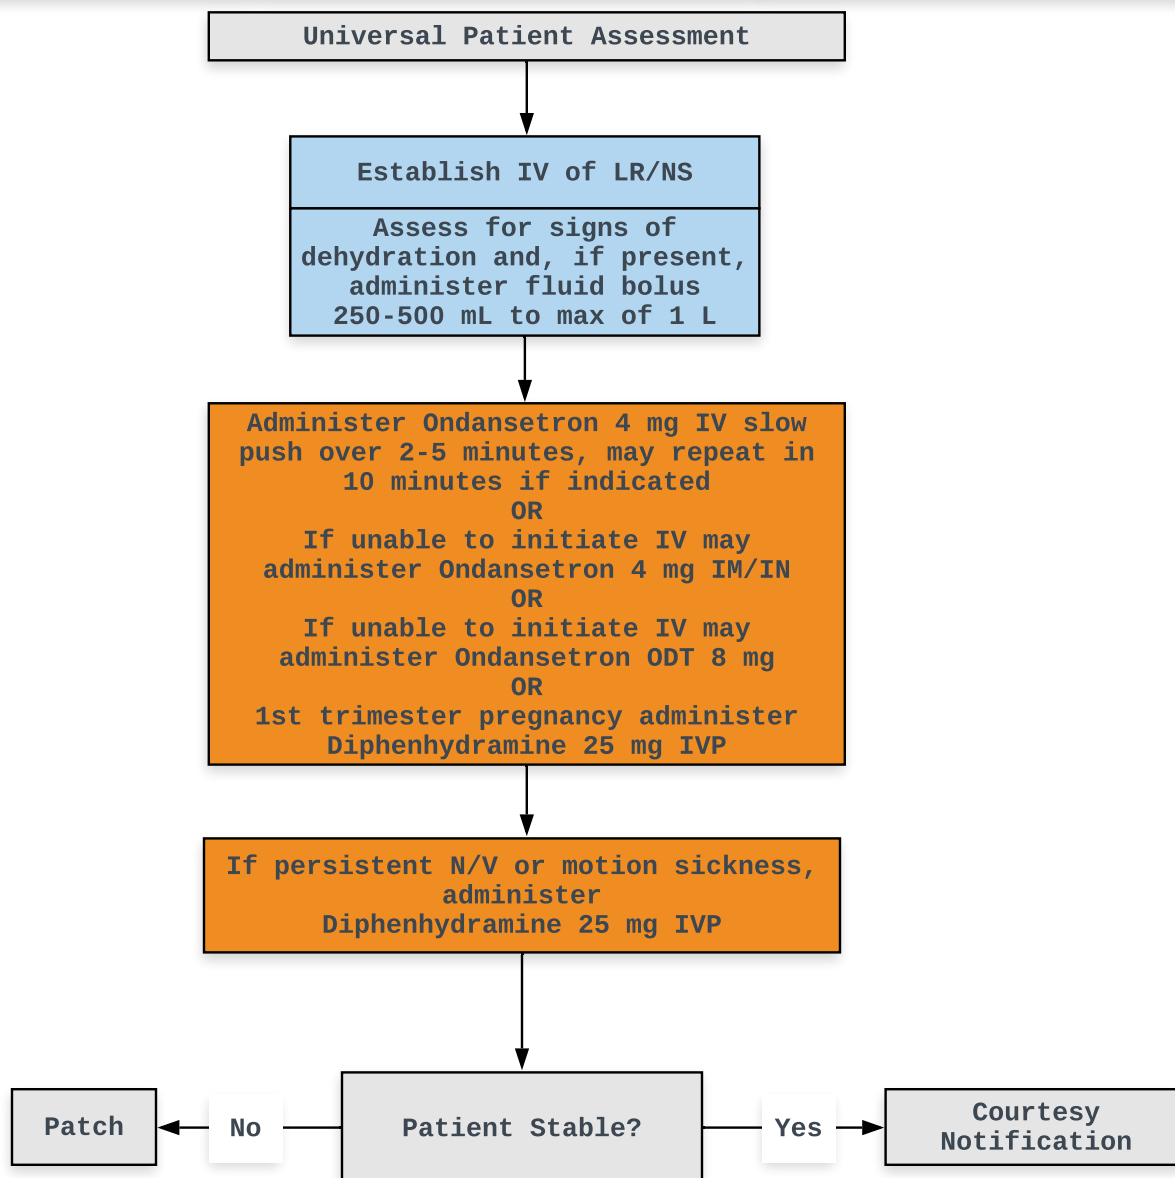 Universal Patient Assessment
Establish IV of LR/NS
Assess for signs of
dehydration and, if present,
administer fluid bolus
250-500 mL to max of 1 L
Administer Ondansetron 4 mg IV slow
push over 2-5 minutes, may repeat in
10 minutes if indicated
OR
If unable to initiate IV may
administer Ondansetron 4 mg IM/IN
OR
If unable to initiate IV may
administer Ondansetron ODT 8 mg
OR
1st trimester pregnancy administer
Diphenhydramine 25 mg IVP
If persistent N/V or motion sickness,
administer
Diphenhydramine 25 mg IVP
Patch
No
Patient Stable?
Yes
Courtesy
Notification